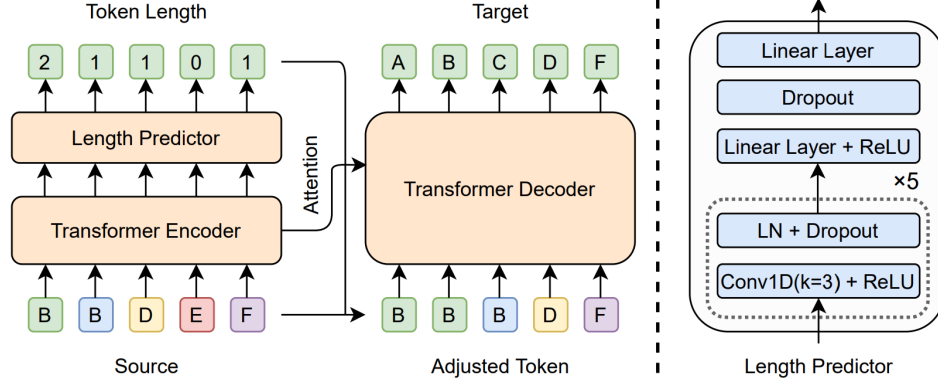 Token Length
2 1 1 0 1
Length Predictor
Transformer Encoder
B B D E F
Source
Attention
Target
A B C D F
Transformer Decoder
B B B D F
Adjusted Token
Linear Layer
Dropout
Linear Layer + ReLU
×5
LN + Dropout
Conv1D(k=3) + ReLU
Length Predictor